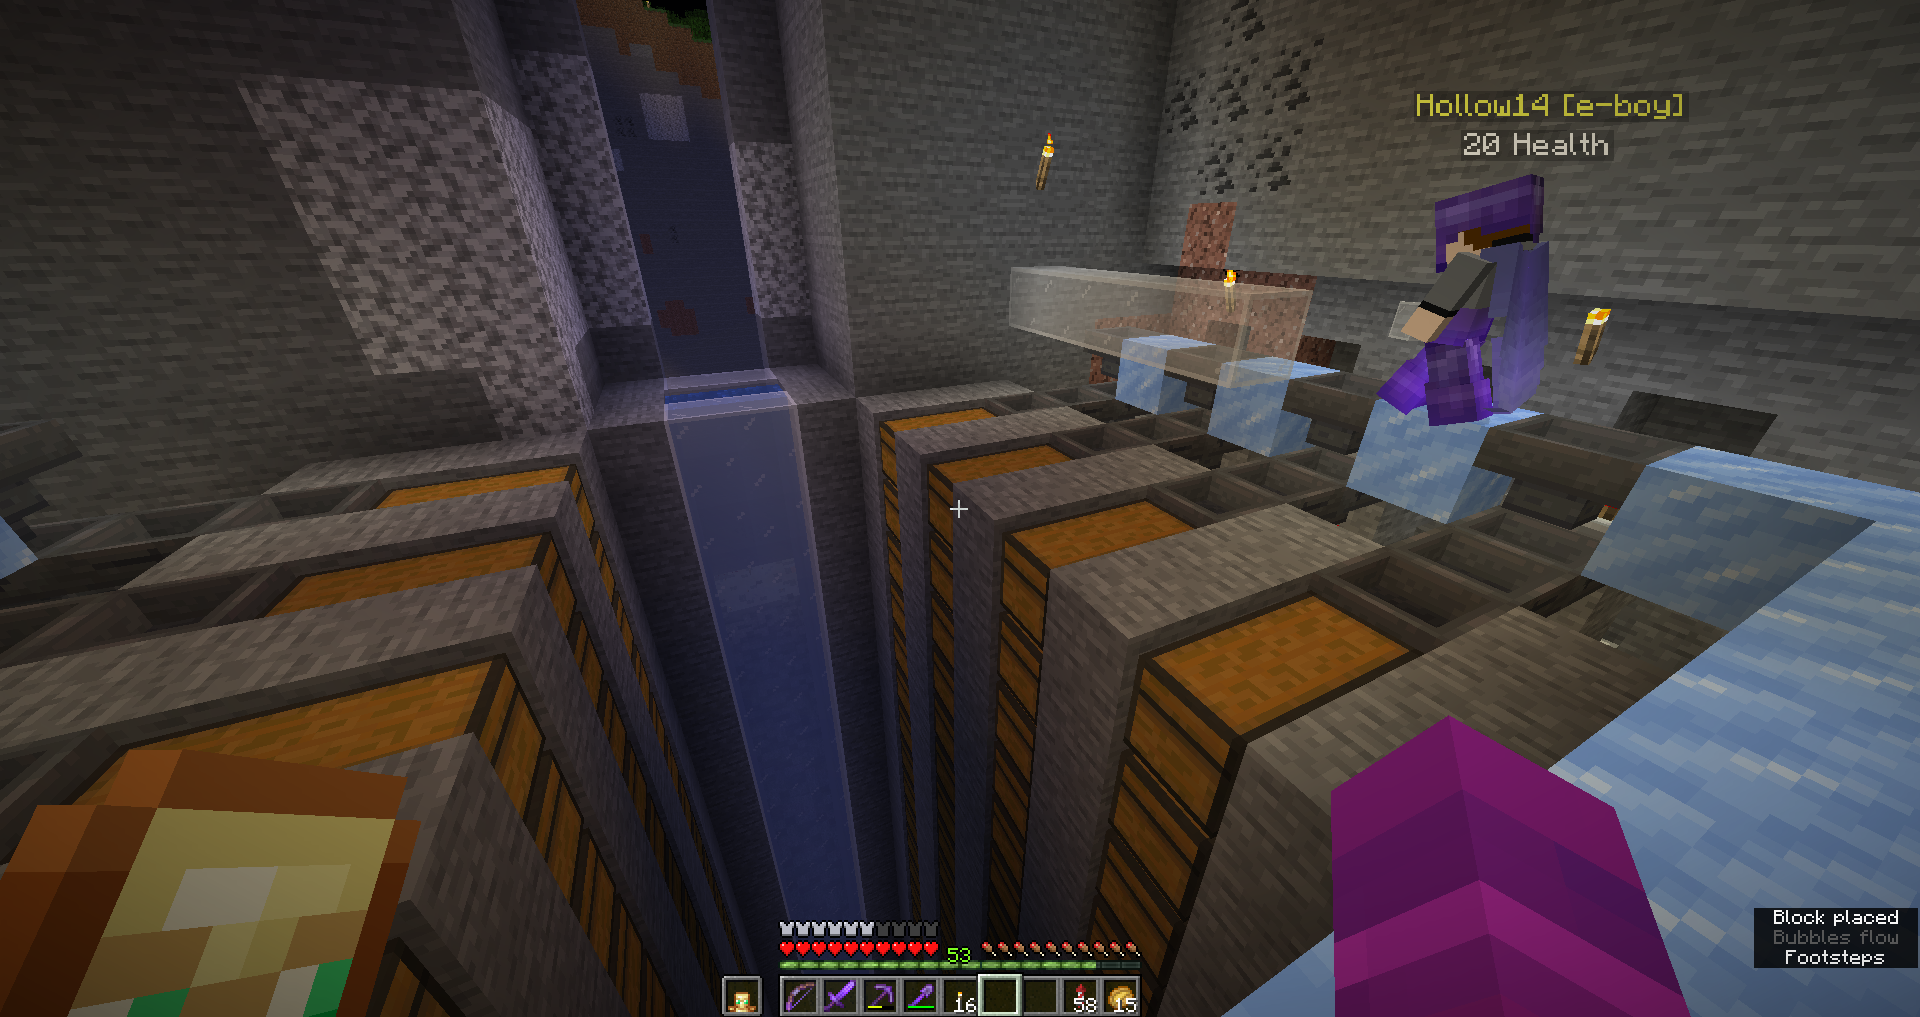 Hollow14 [e-boy]
20 Health
Block placed
Bubbles flow
Footsteps
53
16
58
15